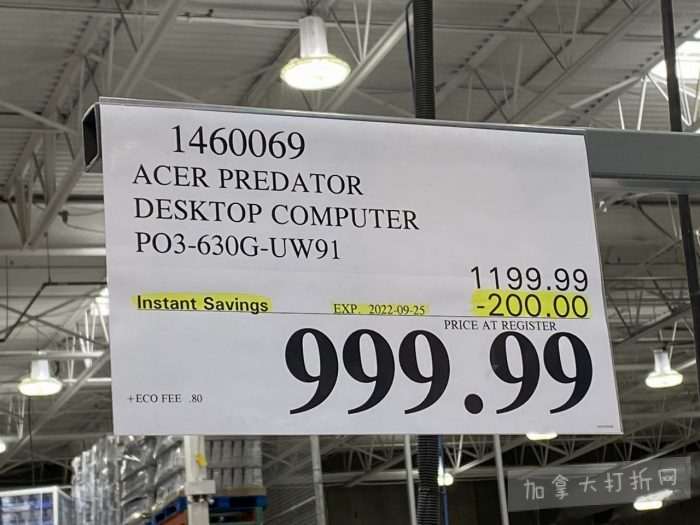 1460069
ACER PREDATOR
DESKTOP COMPUTER
PO3-630G-UW91
1199.99
Instant Savings EXP. 2022-09-25 -200.00
PRICE AT REGISTER
999.99
+ECO FEE .80
加拿大打折网